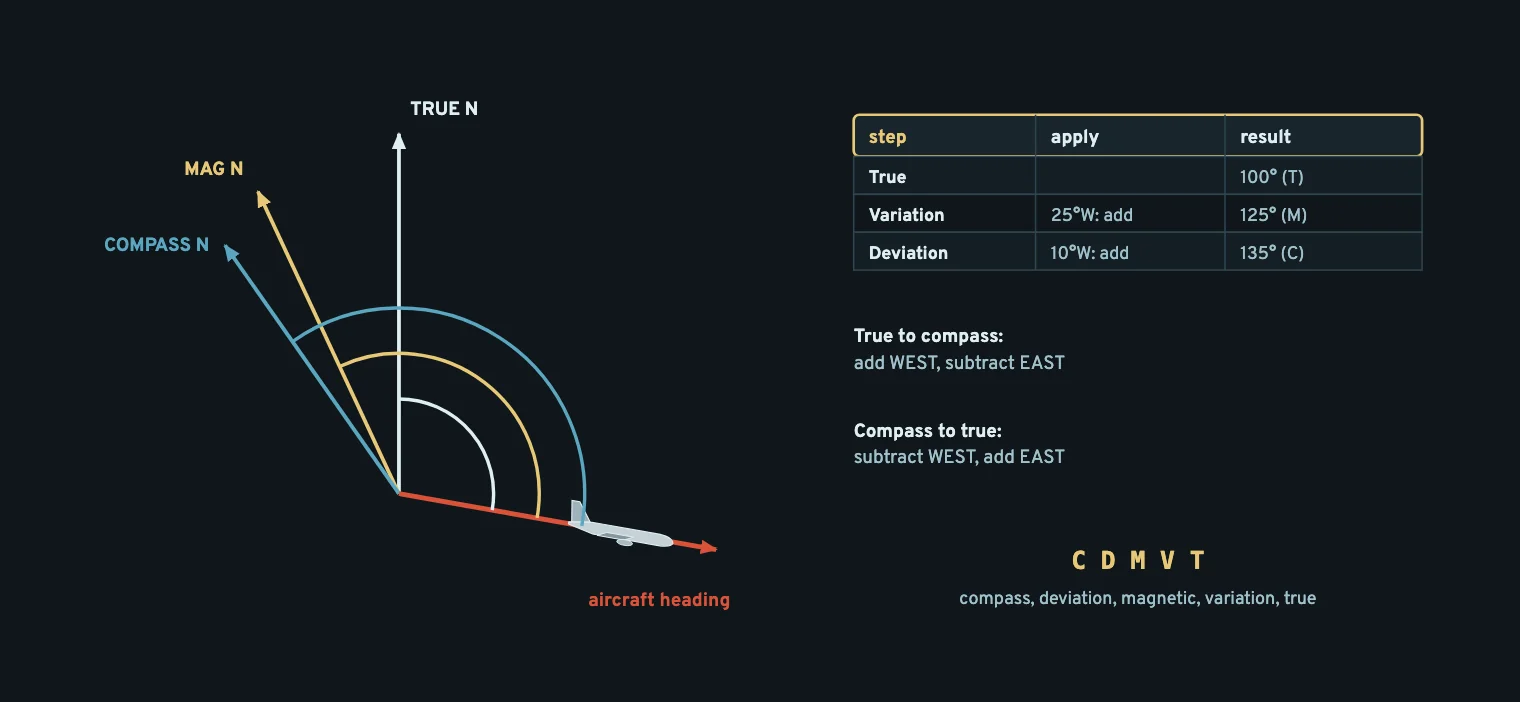 TRUE N
MAG N
COMPASS N
aircraft heading
step apply result
True 100° (T)
Variation 25°W: add 125° (M)
Deviation 10°W: add 135° (C)
True to compass:
add WEST, subtract EAST
Compass to true:
subtract WEST, add EAST
C D M V T
compass, deviation, magnetic, variation, true